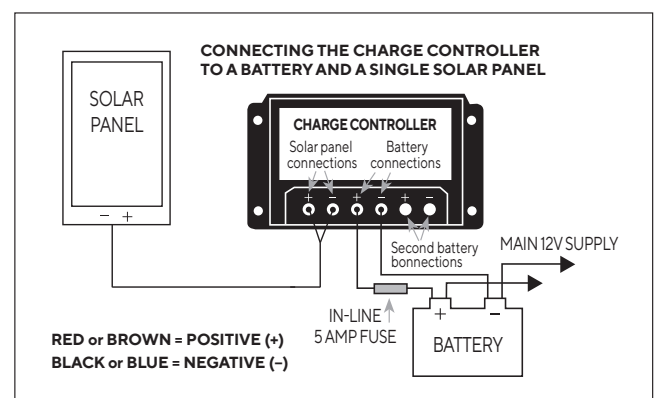 CONNECTING THE CHARGE CONTROLLER
TO A BATTERY AND A SINGLE SOLAR PANEL
SOLAR
PANEL
− +
CHARGE CONTROLLER
Solar panel
connections
Battery
connections
+ − + − + −
Second battery
bonnections
MAIN 12V SUPPLY
IN-LINE
5 AMP FUSE
+ −
BATTERY
RED or BROWN = POSITIVE (+)
BLACK or BLUE = NEGATIVE (−)